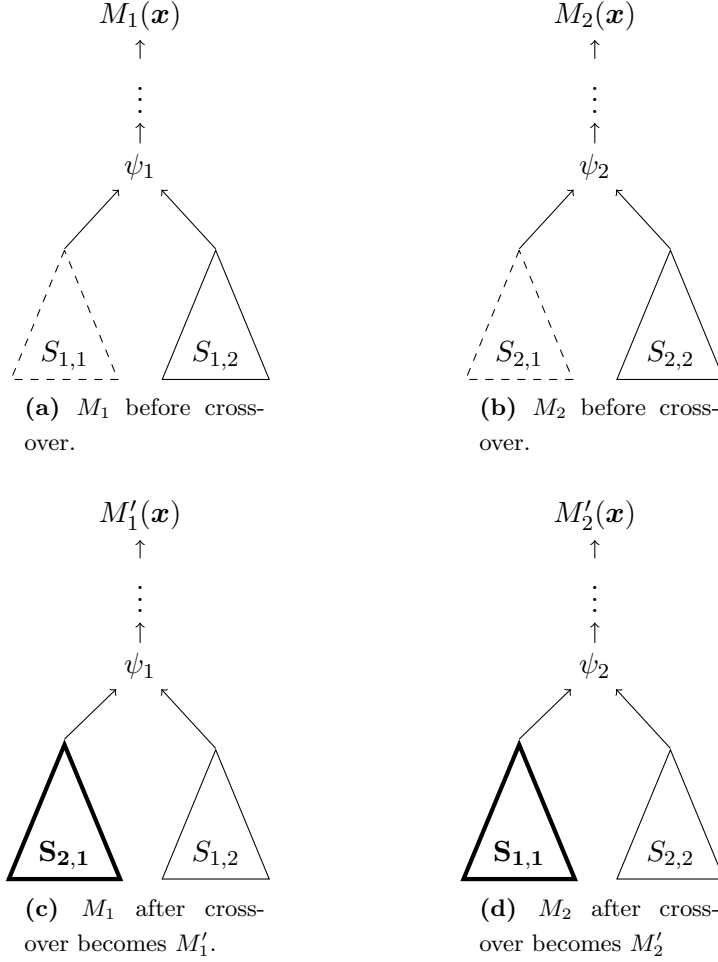 M₁(𝒙) M₂(𝒙)
⋮ ⋮
ψ₁ ψ₂
S₁,₁ S₁,₂ S₂,₁ S₂,₂
(a) M₁ before cross-
over.
(b) M₂ before cross-
over.
M′₁(𝒙) M′₂(𝒙)
⋮ ⋮
ψ₁ ψ₂
S₂,₁ S₁,₂ S₁,₁ S₂,₂
(c) M₁ after cross-
over becomes M′₁.
(d) M₂ after cross-
over becomes M′₂